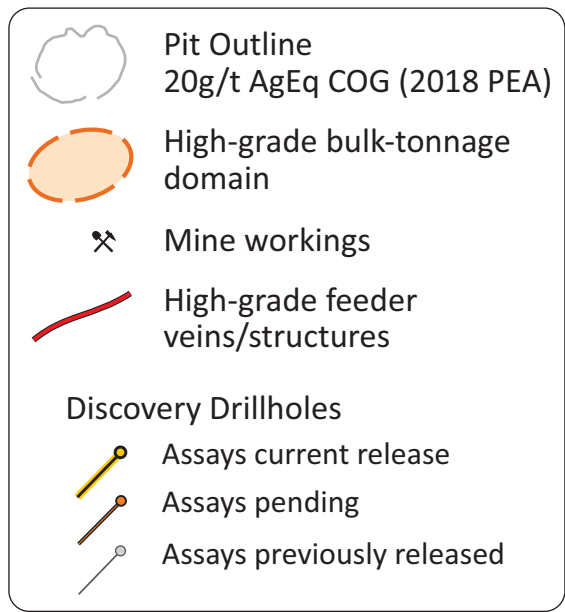 Pit Outline
20g/t AgEq COG (2018 PEA)
High-grade bulk-tonnage
domain
Mine workings
High-grade feeder
veins/structures
Discovery Drillholes
Assays current release
Assays pending
Assays previously released